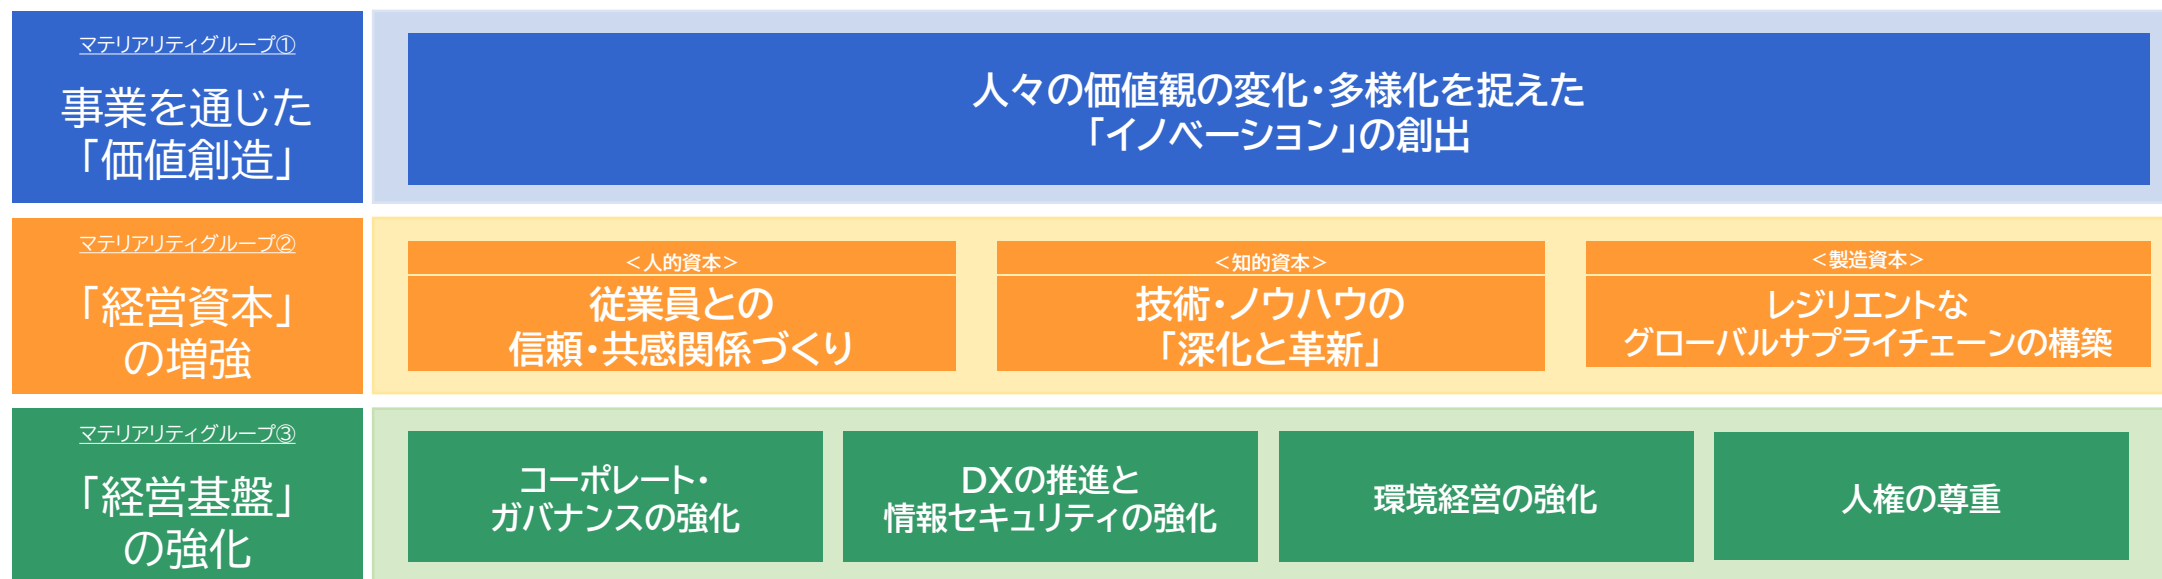 マテリアリティグループ①
事業を通じた
「価値創造」
人々の価値観の変化・多様化を捉えた
「イノベーション」の創出
マテリアリティグループ②
「経営資本」
の増強
＜人的資本＞
従業員との
信頼・共感関係づくり
＜知的資本＞
技術・ノウハウの
「深化と革新」
＜製造資本＞
レジリエントな
グローバルサプライチェーンの構築
マテリアリティグループ③
「経営基盤」
の強化
コーポレート・
ガバナンスの強化
DXの推進と
情報セキュリティの強化
環境経営の強化
人権の尊重